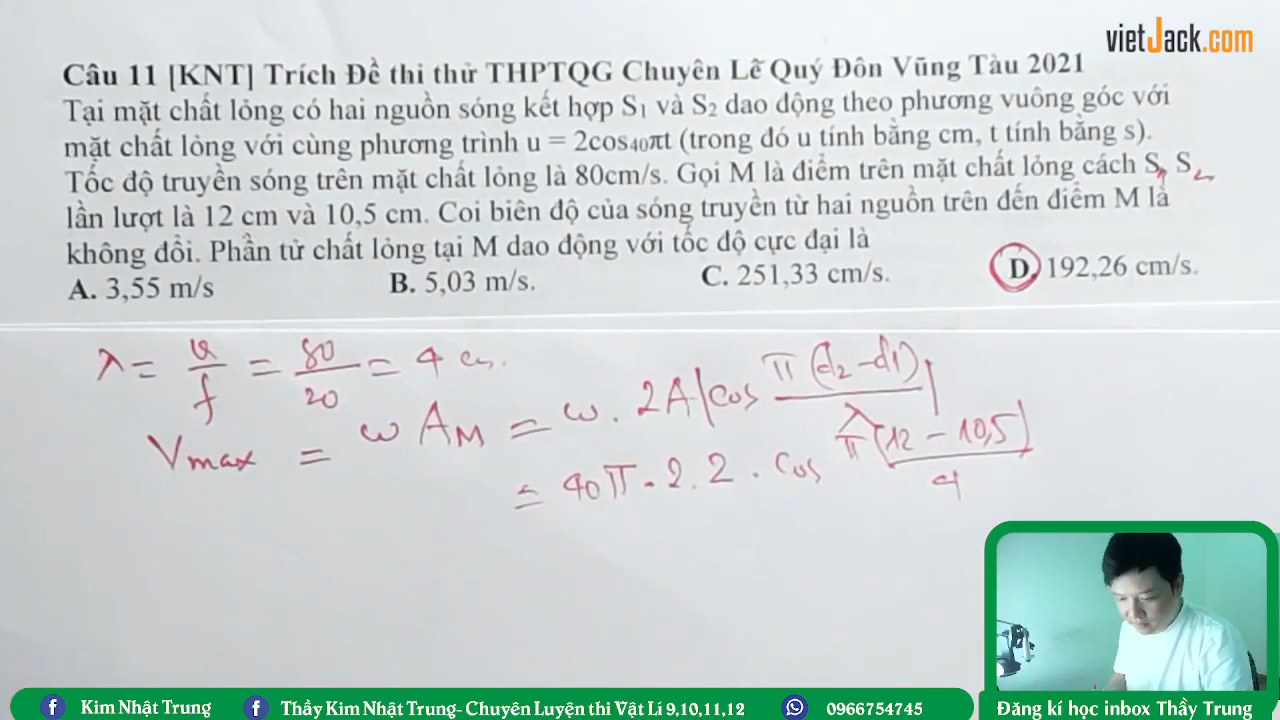 vietJack.com
Câu 11 [KNT] Trích Đề thi thử THPTQG Chuyên Lê Quý Đôn Vũng Tàu 2021
Tại mặt chất lỏng có hai nguồn sóng kết hợp S₁ và S₂ dao động theo phương vuông góc với
mặt chất lỏng với cùng phương trình u = 2cos₄₀πt (trong đó u tính bằng cm, t tính bằng s).
Tốc độ truyền sóng trên mặt chất lỏng là 80cm/s. Gọi M là điểm trên mặt chất lỏng cách S₁, S₂
lần lượt là 12 cm và 10,5 cm. Coi biên độ của sóng truyền từ hai nguồn trên đến điểm M là
không đổi. Phần tử chất lỏng tại M dao động với tốc độ cực đại là
A. 3,55 m/s B. 5,03 m/s. C. 251,33 cm/s. D. 192,26 cm/s.
λ = v/f = 80/20 = 4 cm.
Vmax = ωA_M = ω. 2A|cos π(d₂-d₁)/λ|
= 40π. 2. 2. cos π(12 - 10,5)/4
Kim Nhật Trung Thầy Kim Nhật Trung- Chuyên Luyện thi Vật Lí 9,10,11,12 0966754745 Đăng kí học inbox Thầy Trung